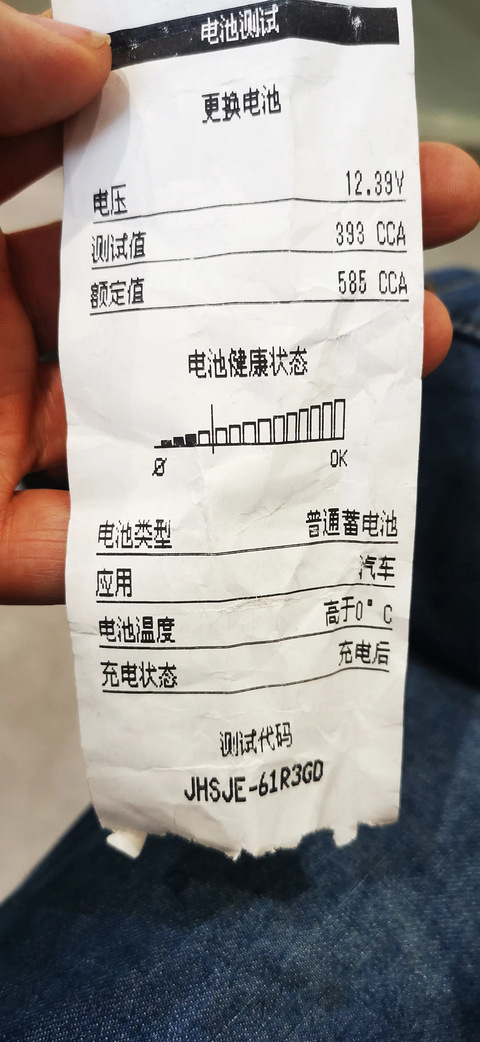 电池测试
更换电池
电压 12.39V
测试值 393 CCA
额定值 585 CCA
电池健康状态
0 OK
电池类型 普通蓄电池
应用 汽车
电池温度 高于0°C
充电状态 充电后
测试代码
JHSJE-61R3GD